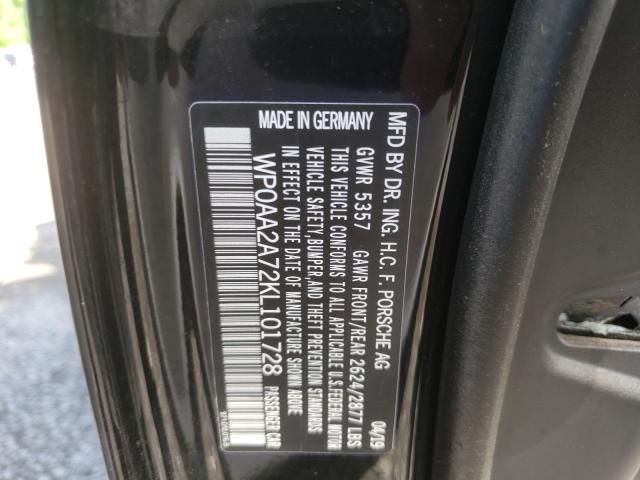 MFD BY DR. ING. H.C. F. PORSCHE AG 04/19
GVWR 5357 GAWR FRONT/REAR 2624/2877 LBS
THIS VEHICLE CONFORMS TO ALL APPLICABLE U.S.FEDERAL MOTOR
VEHICLE SAFETY,BUMPER,AND THEFT PREVENTION STANDARDS
IN EFFECT ON THE DATE OF MANUFACTURE SHOWN ABOVE
WP0AA2A72KL101728 PASSENGER CAR
MADE IN GERMANY